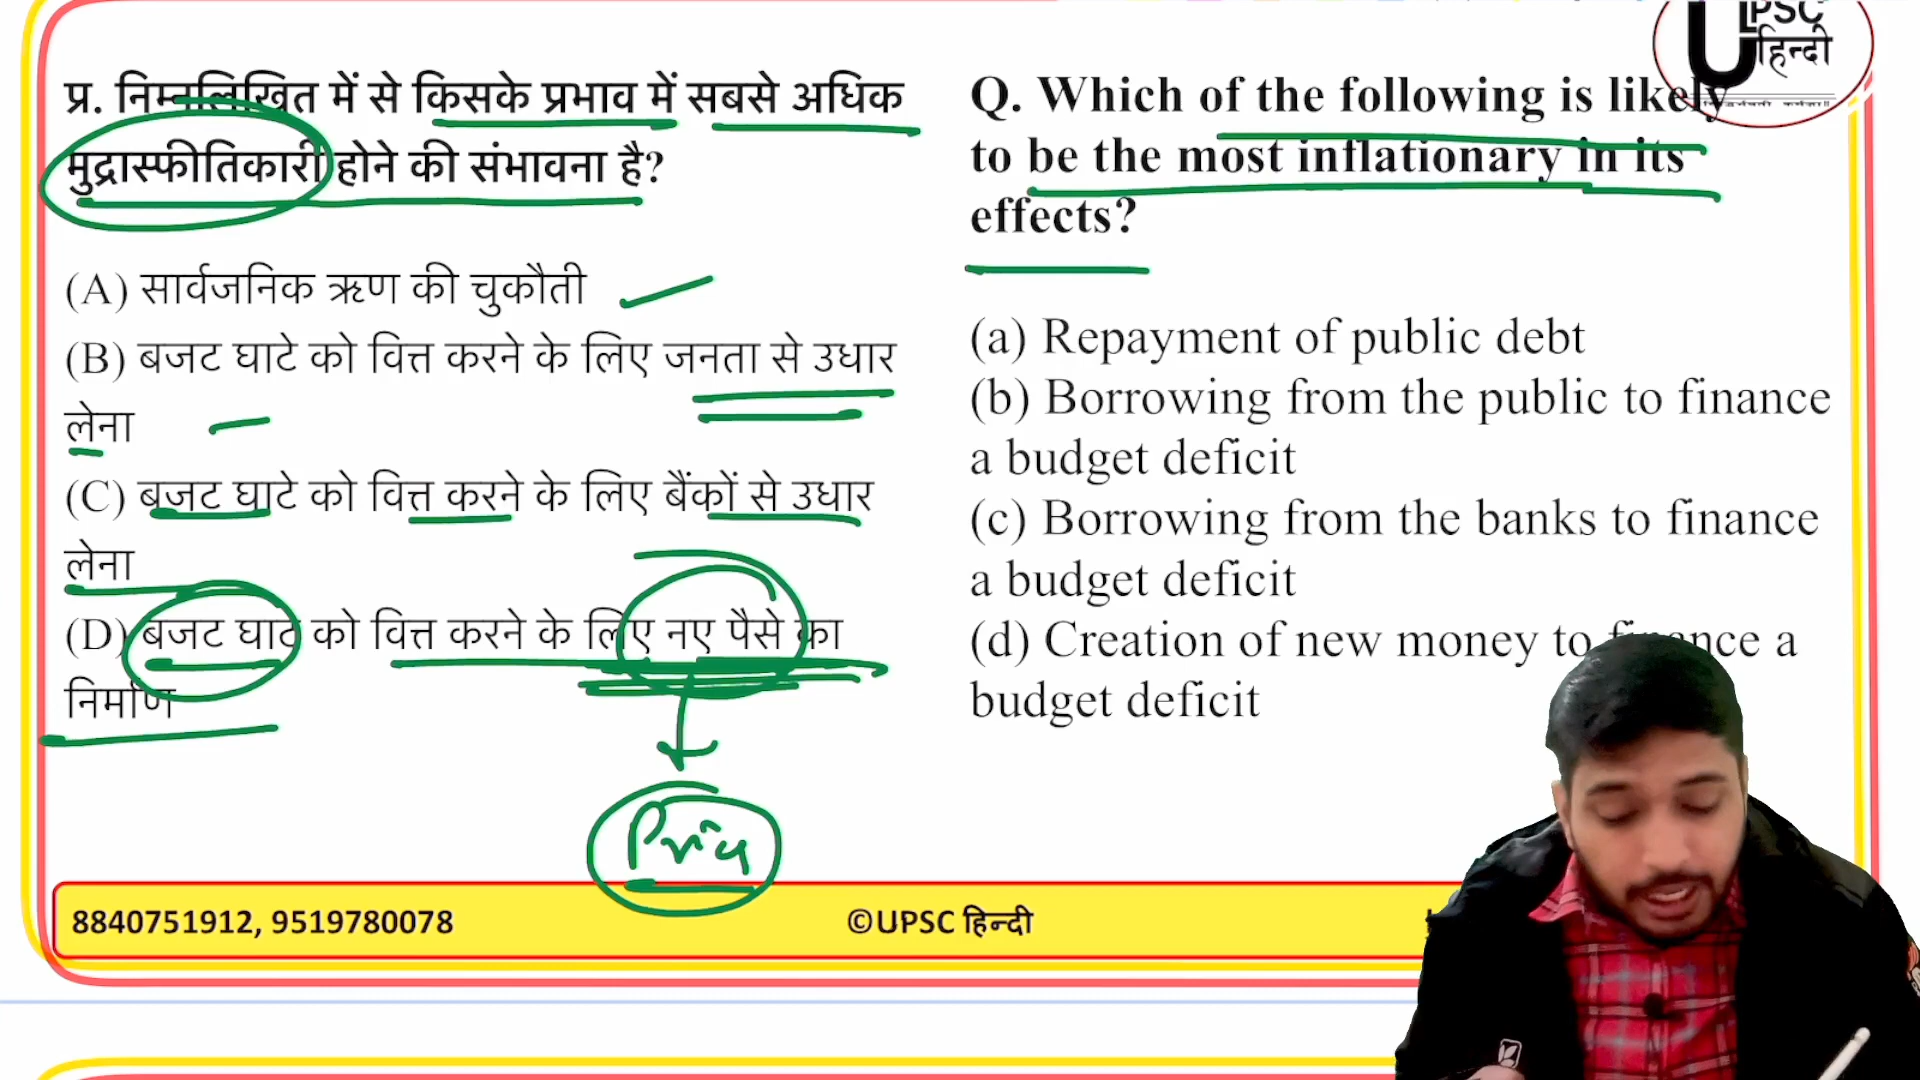 UPSC
हिन्दी
प्र. निम्नलिखित में से किसके प्रभाव में सबसे अधिक
मुद्रास्फीतिकारी होने की संभावना है?
(A) सार्वजनिक ऋण की चुकौती
(B) बजट घाटे को वित्त करने के लिए जनता से उधार
लेना
(C) बजट घाटे को वित्त करने के लिए बैंकों से उधार
लेना
(D) बजट घाटे को वित्त करने के लिए नए पैसे का
निर्माण
Q. Which of the following is likely
to be the most inflationary in its
effects?
(a) Repayment of public debt
(b) Borrowing from the public to finance
a budget deficit
(c) Borrowing from the banks to finance
a budget deficit
(d) Creation of new money to finance a
budget deficit
8840751912, 9519780078
©UPSC हिन्दी